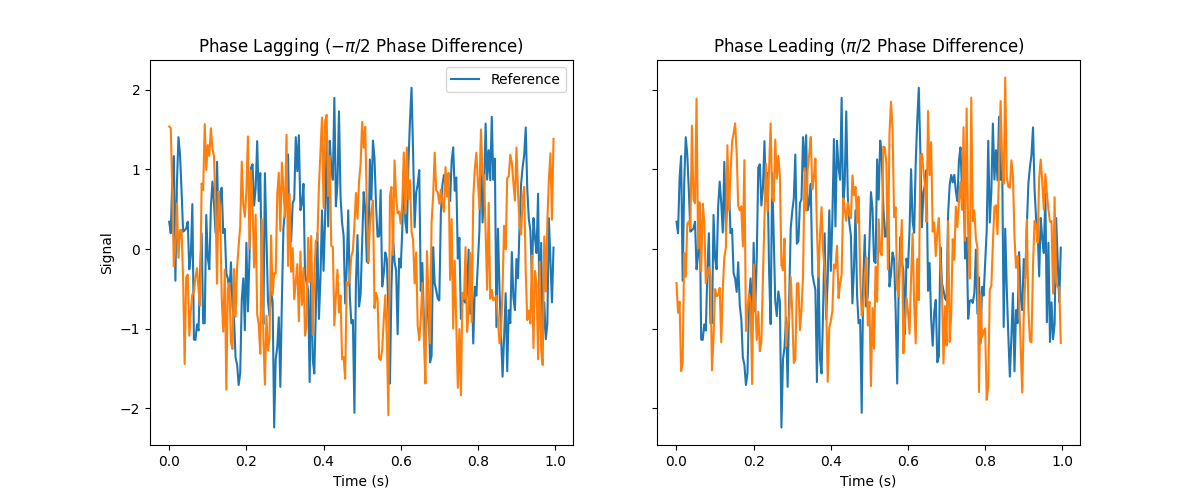 Phase Lagging (−π/2 Phase Difference)
Phase Leading (π/2 Phase Difference)
Reference
Signal
2
1
0
−1
−2
0.0 0.2 0.4 0.6 0.8 1.0
0.0 0.2 0.4 0.6 0.8 1.0
Time (s)
Time (s)